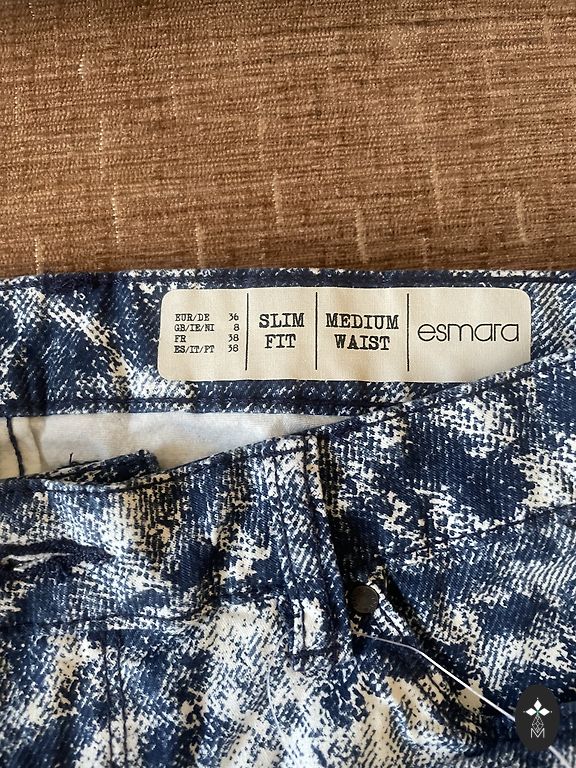 EUR/DE 36
GB/IE/NI 8
FR 38
ES/IT/PT 38
SLIM
FIT
MEDIUM
WAIST
esmara
M